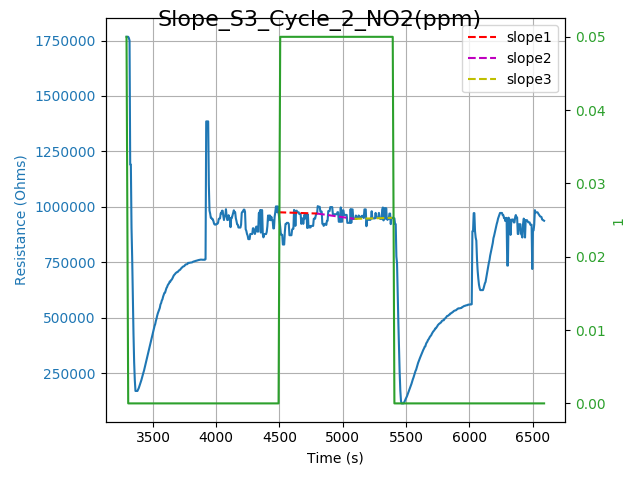 Slope_S3_Cycle_2_NO2(ppm)
slope1
slope2
slope3
1750000
1500000
1250000
1000000
750000
500000
250000
Resistance (Ohms)
0.05
0.04
0.03
0.02
0.01
0.00
1
3500 4000 4500 5000 5500 6000 6500
Time (s)